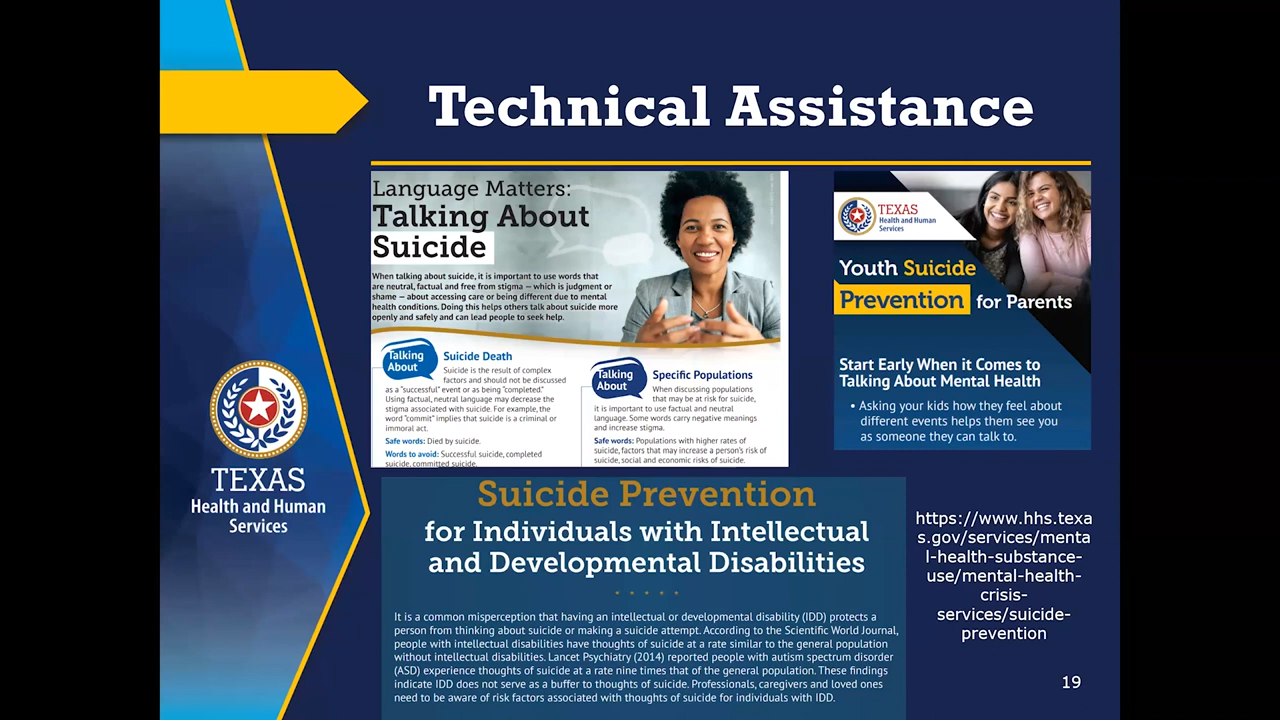 Technical Assistance
Language Matters:
Talking About
Suicide
When talking about suicide, it is important to use words that
are neutral, factual and free from stigma — which is judgment or
shame — about accessing care or being different due to mental
health conditions. Doing this helps others talk about suicide more
openly and safely and can lead people to seek help.
Talking
About
Suicide Death
Suicide is the result of complex
factors and should not be discussed
as a "successful" event or as being "completed."
Using factual, neutral language may decrease the
stigma associated with suicide. For example, the
word "commit" implies that suicide is a criminal or
immoral act.
Safe words: Died by suicide.
Words to avoid: Successful suicide, completed
suicide, committed suicide.
Talking
About
Specific Populations
When discussing populations
that may be at risk for suicide,
it is important to use factual and neutral
language. Some words carry negative meanings
and increase stigma.
Safe words: Populations with higher rates of
suicide, factors that may increase a person's risk of
suicide, social and economic risks of suicide.
TEXAS
Health and Human
Services
Youth Suicide
Prevention for Parents
Start Early When it Comes to
Talking About Mental Health
• Asking your kids how they feel about
different events helps them see you
as someone they can talk to.
TEXAS
Health and Human
Services
Suicide Prevention
for Individuals with Intellectual
and Developmental Disabilities
It is a common misperception that having an intellectual or developmental disability (IDD) protects a
person from thinking about suicide or making a suicide attempt. According to the Scientific World Journal,
people with intellectual disabilities have thoughts of suicide at a rate similar to the general population
without intellectual disabilities. Lancet Psychiatry (2014) reported people with autism spectrum disorder
(ASD) experience thoughts of suicide at a rate nine times that of the general population. These findings
indicate IDD does not serve as a buffer to thoughts of suicide. Professionals, caregivers and loved ones
need to be aware of risk factors associated with thoughts of suicide for individuals with IDD.
https://www.hhs.texa
s.gov/services/menta
l-health-substance-
use/mental-health-
crisis-
services/suicide-
prevention
19